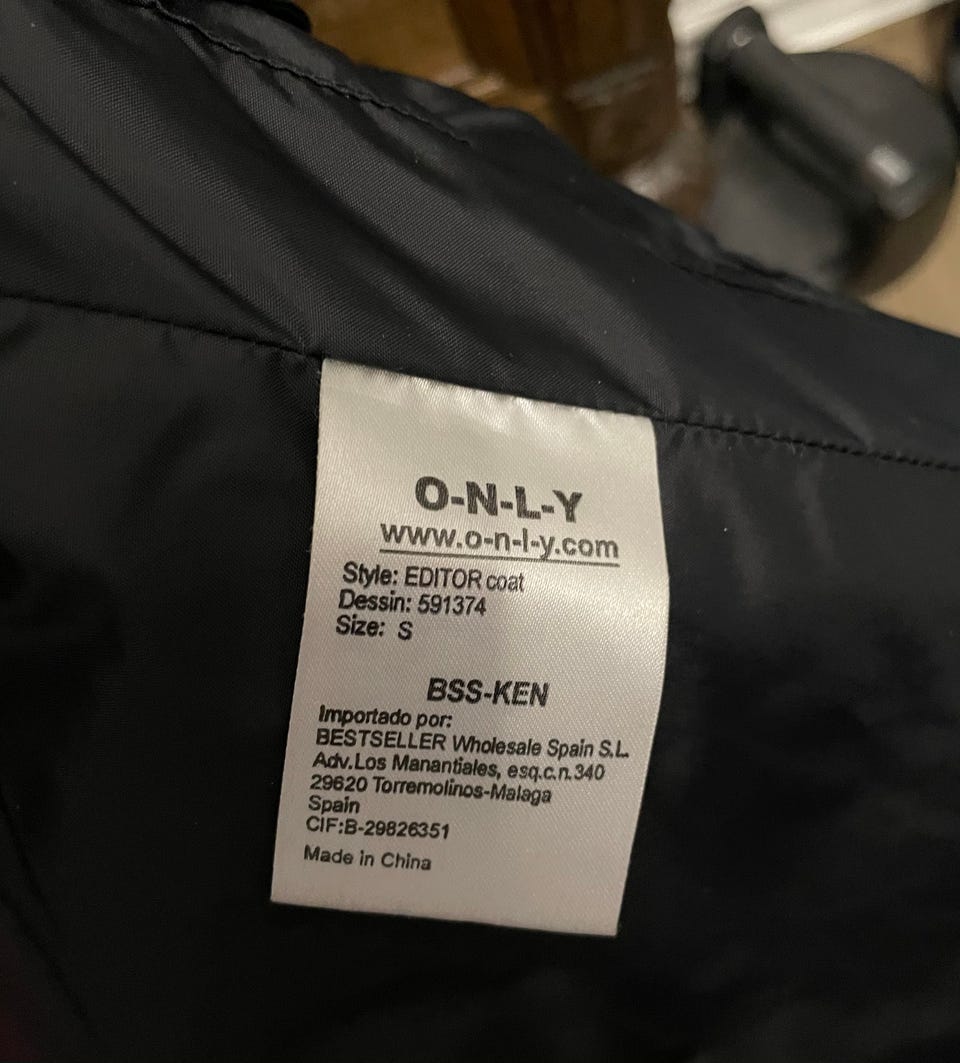 O-N-L-Y
www.o-n-l-y.com
Style: EDITOR coat
Dessin: 591374
Size: S
BSS-KEN
Importado por:
BESTSELLER Wholesale Spain S.L.
Adv.Los Manantiales, esq.c.n.340
29620 Torremolinos-Malaga
Spain
CIF:B-29826351
Made in China